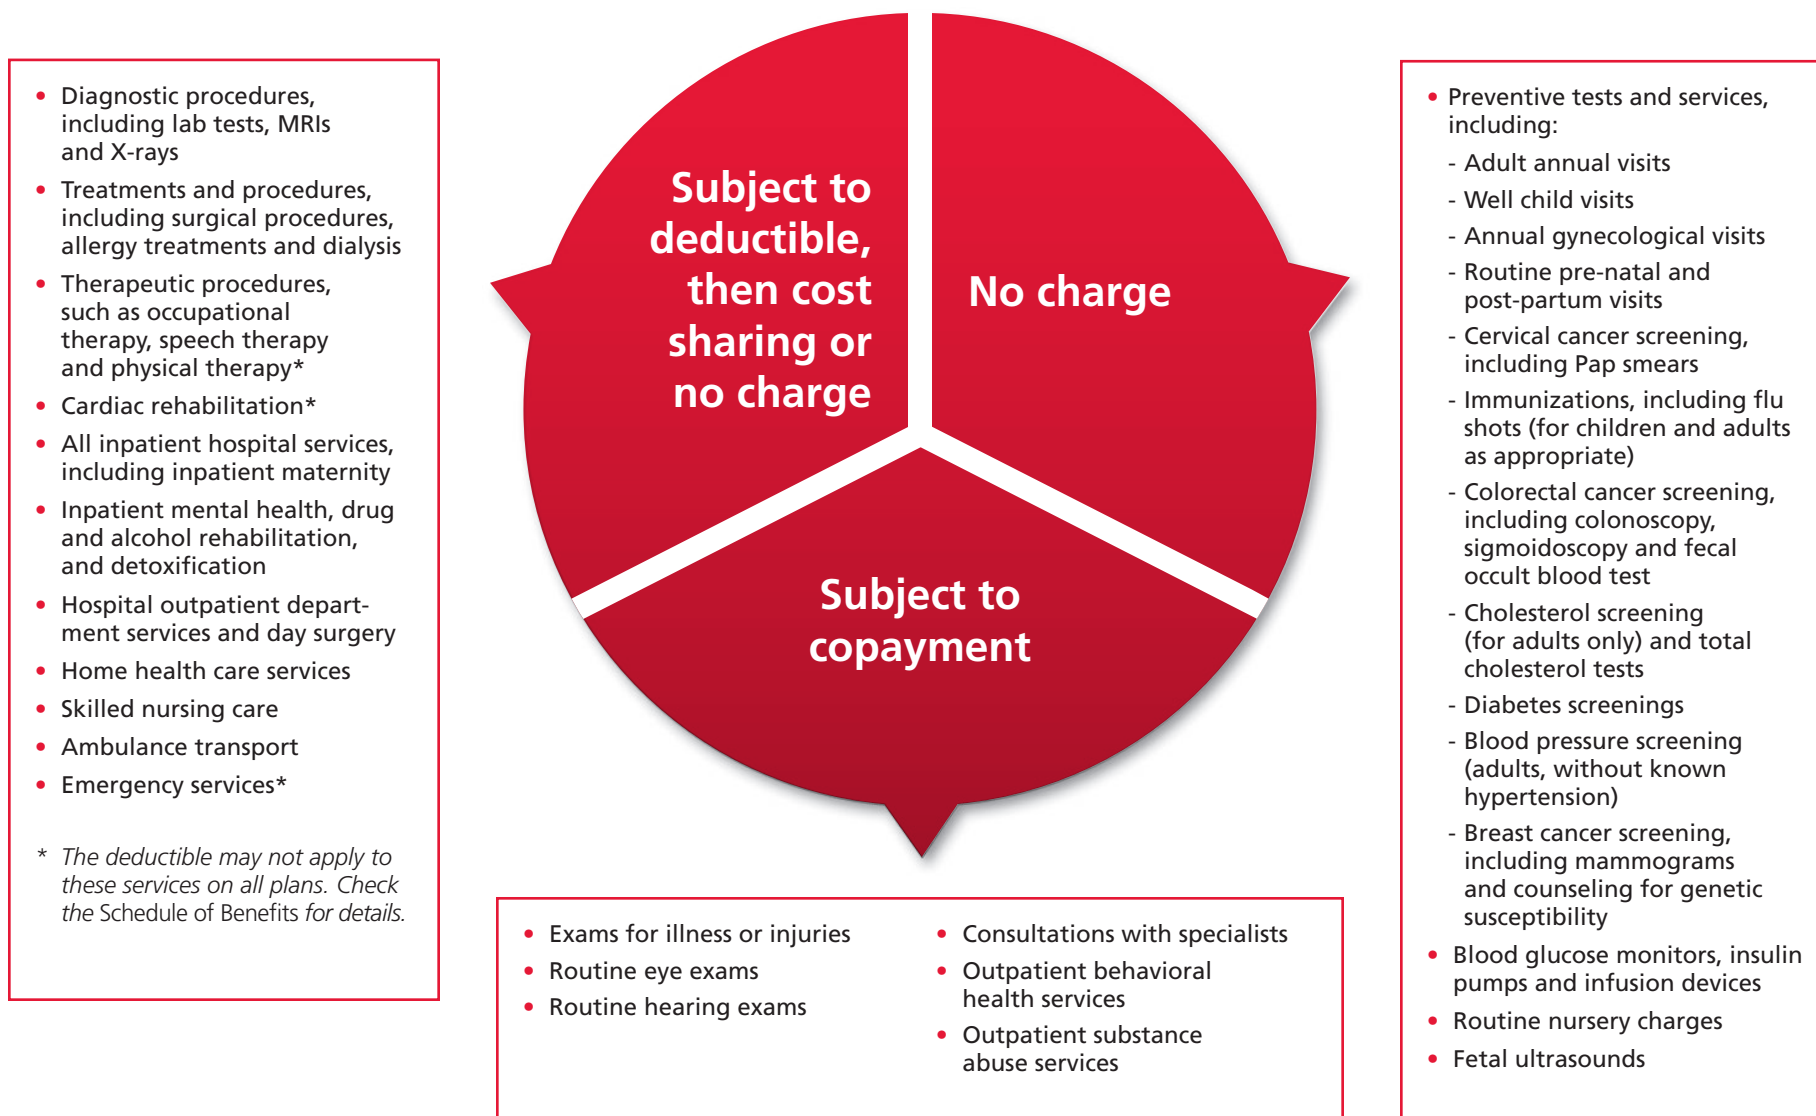 • Diagnostic procedures,
including lab tests, MRIs
and X-rays
• Treatments and procedures,
including surgical procedures,
allergy treatments and dialysis
• Therapeutic procedures,
such as occupational
therapy, speech therapy
and physical therapy*
• Cardiac rehabilitation*
• All inpatient hospital services,
including inpatient maternity
• Inpatient mental health, drug
and alcohol rehabilitation,
and detoxification
• Hospital outpatient depart-
ment services and day surgery
• Home health care services
• Skilled nursing care
• Ambulance transport
• Emergency services*
* The deductible may not apply to
these services on all plans. Check
the Schedule of Benefits for details.
Subject to
deductible,
then cost
sharing or
no charge
No charge
Subject to
copayment
• Exams for illness or injuries
• Routine eye exams
• Routine hearing exams
• Consultations with specialists
• Outpatient behavioral
health services
• Outpatient substance
abuse services
• Preventive tests and services,
including:
- Adult annual visits
- Well child visits
- Annual gynecological visits
- Routine pre-natal and
post-partum visits
- Cervical cancer screening,
including Pap smears
- Immunizations, including flu
shots (for children and adults
as appropriate)
- Colorectal cancer screening,
including colonoscopy,
sigmoidoscopy and fecal
occult blood test
- Cholesterol screening
(for adults only) and total
cholesterol tests
- Diabetes screenings
- Blood pressure screening
(adults, without known
hypertension)
- Breast cancer screening,
including mammograms
and counseling for genetic
susceptibility
• Blood glucose monitors, insulin
pumps and infusion devices
• Routine nursery charges
• Fetal ultrasounds